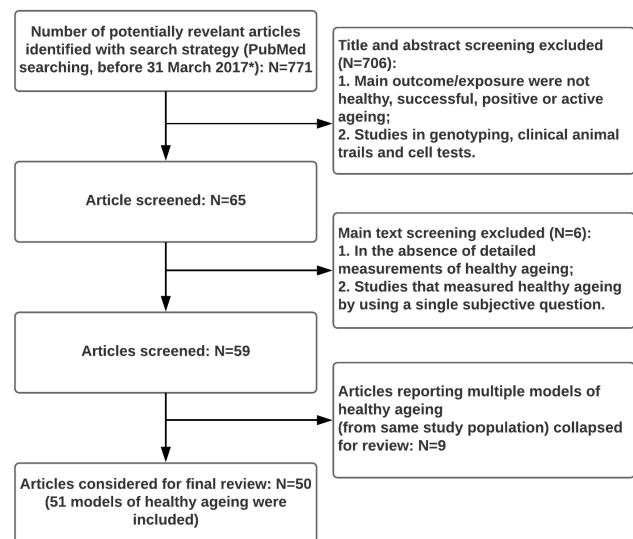 Number of potentially revelant articles
identified with search strategy (PubMed
searching, before 31 March 2017*): N=771
Title and abstract screening excluded
(N=706):
1. Main outcome/exposure were not
healthy, successful, positive or active
ageing;
2. Studies in genotyping, clinical animal
trails and cell tests.
Article screened: N=65
Main text screening excluded (N=6):
1. In the absence of detailed
measurements of healthy ageing;
2. Studies that measured healthy ageing
by using a single subjective question.
Articles screened: N=59
Articles reporting multiple models of
healthy ageing
(from same study population) collapsed
for review: N=9
Articles considered for final review: N=50
(51 models of healthy ageing were
included)